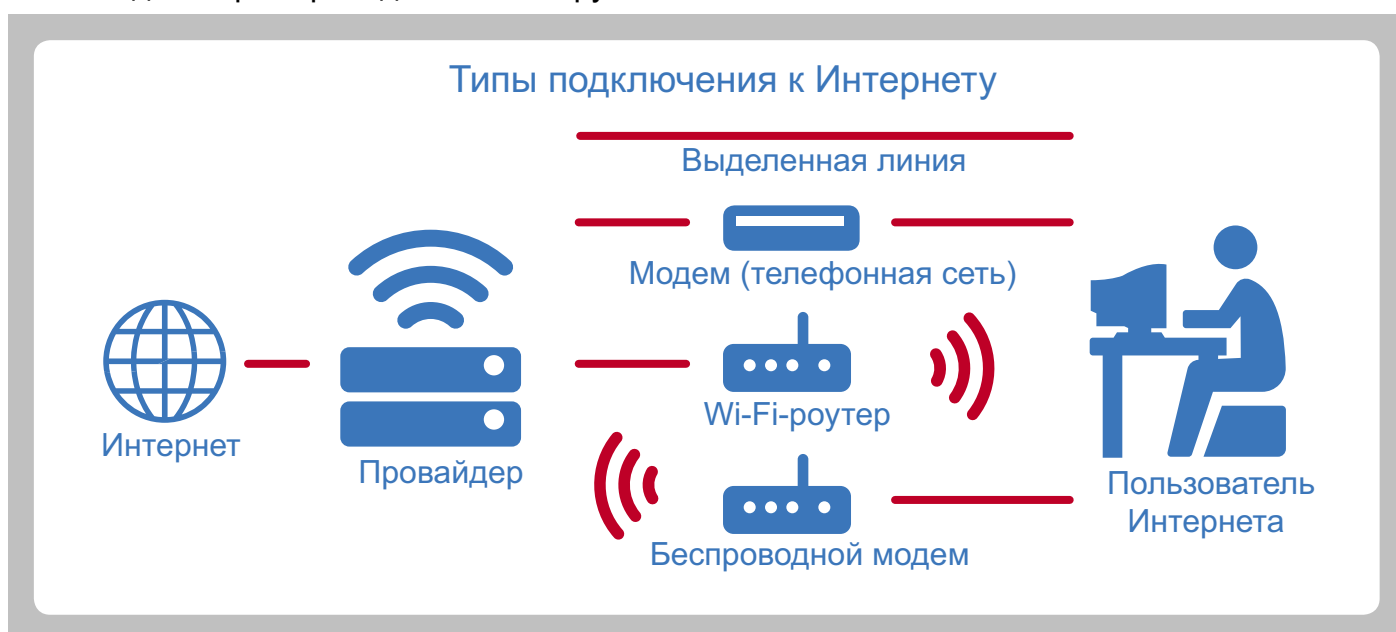 Типы подключения к Интернету
Выделенная линия
Модем (телефонная сеть)
Wi-Fi-роутер
Интернет
Провайдер
Беспроводной модем
Пользователь
Интернета